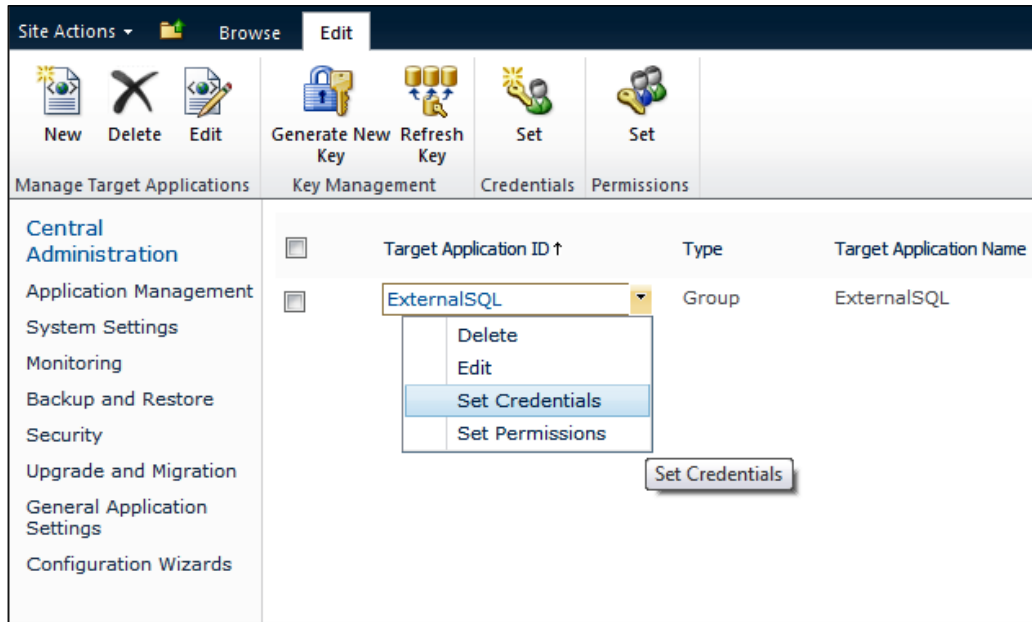 Site Actions Browse Edit
New Delete Edit Generate New Key Refresh Key Set Set
Manage Target Applications Key Management Credentials Permissions
Central
Administration
Application Management
System Settings
Monitoring
Backup and Restore
Security
Upgrade and Migration
General Application
Settings
Configuration Wizards
Target Application ID↑ Type Target Application Name
ExternalSQL Group ExternalSQL
Delete
Edit
Set Credentials
Set Permissions
Set Credentials